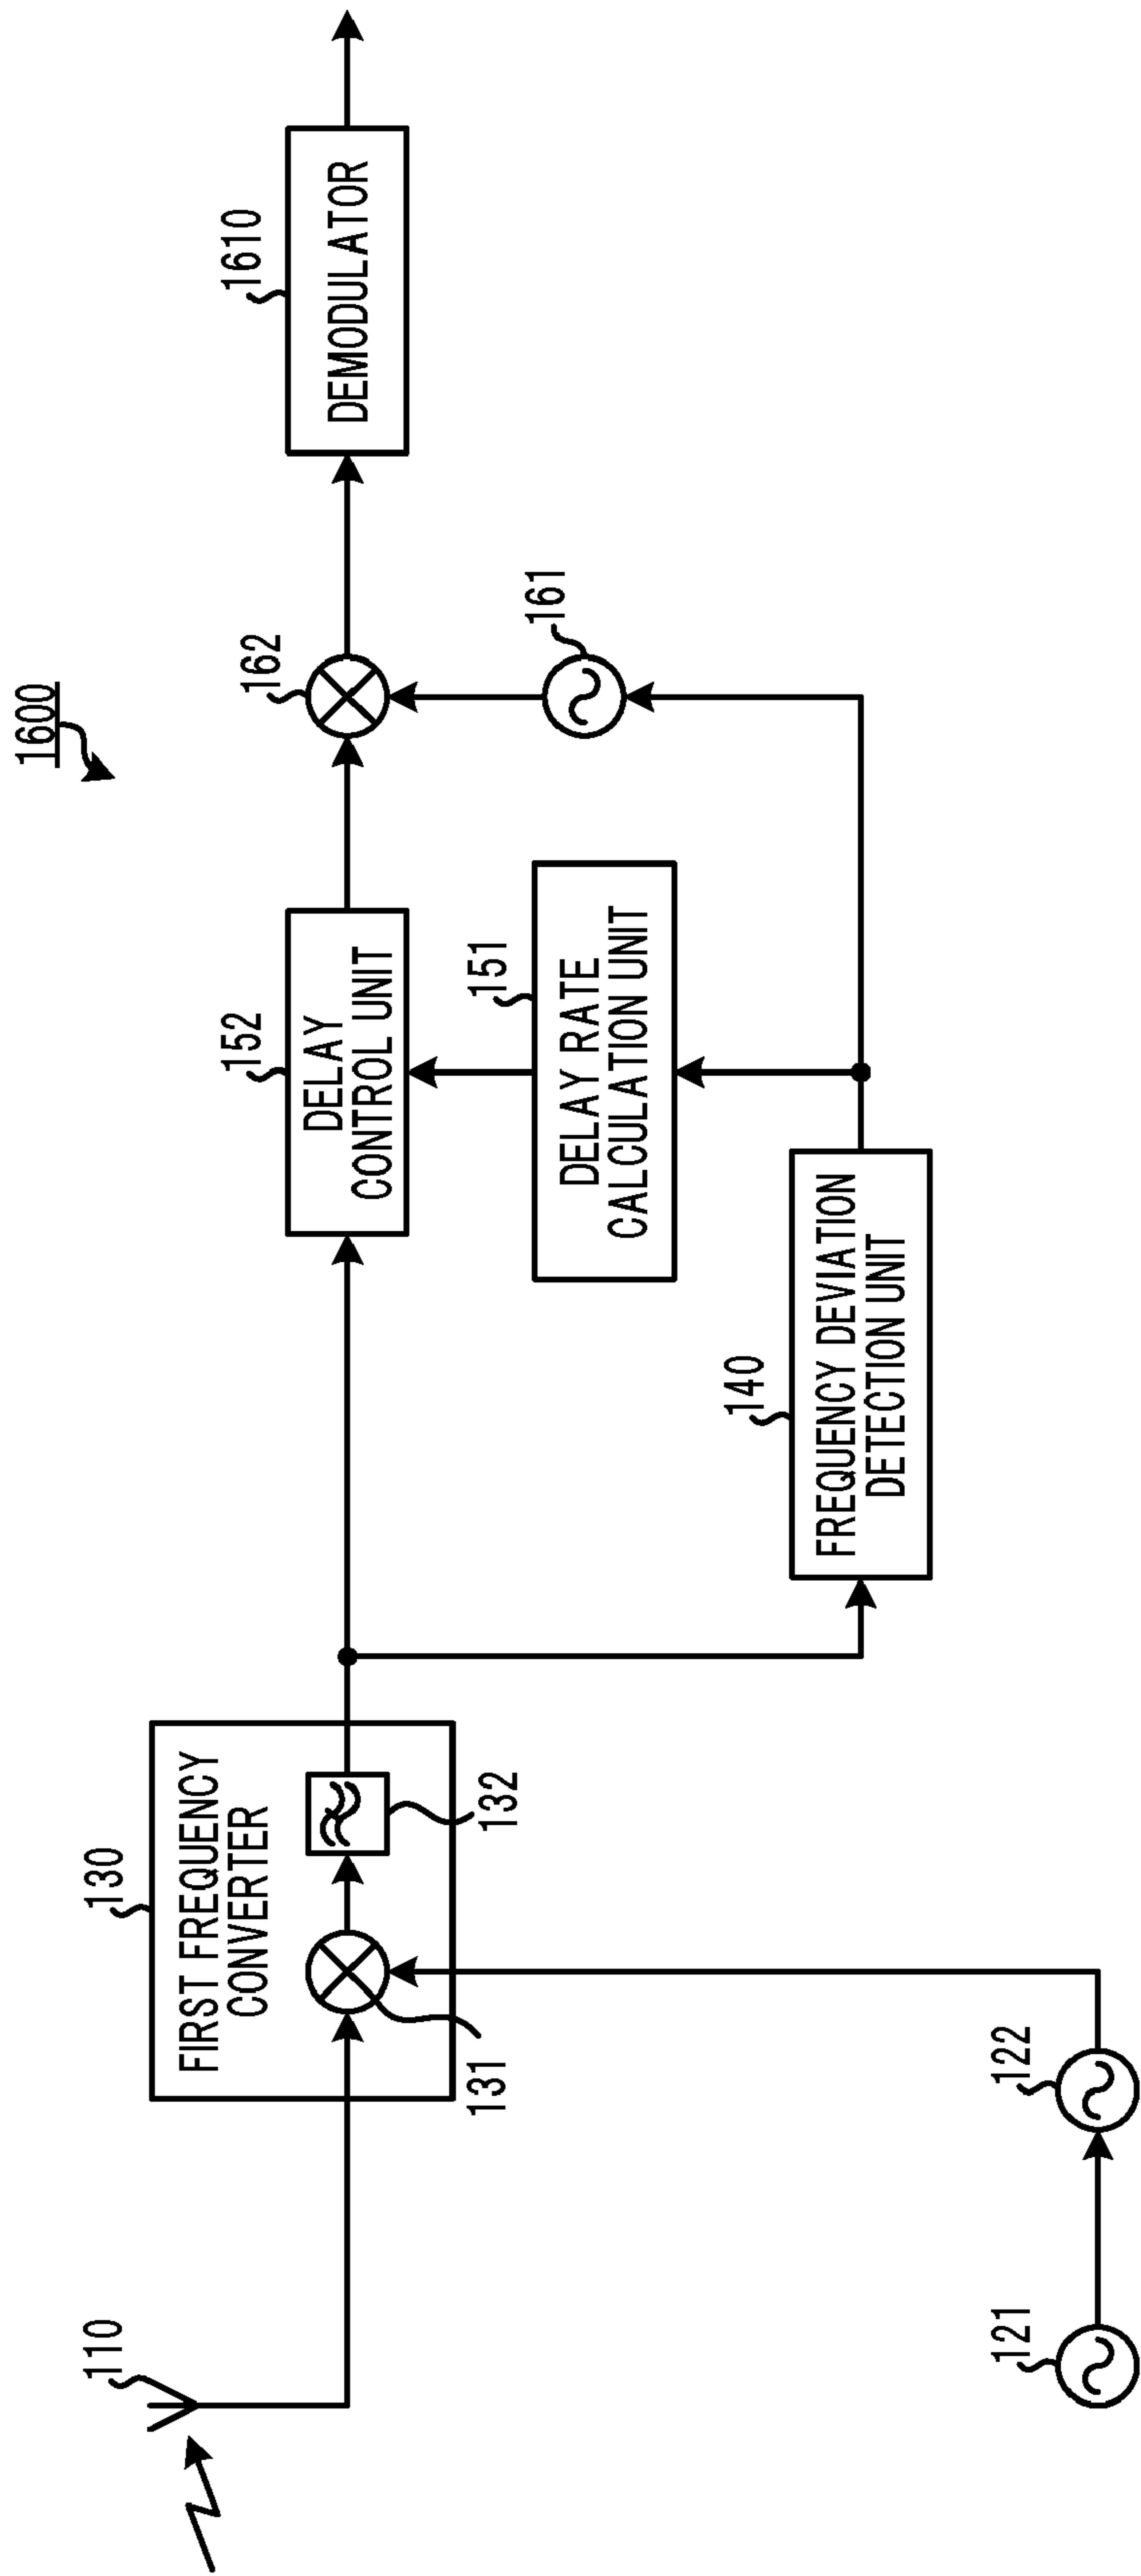 1600
110
130
FIRST FREQUENCY
CONVERTER
131
132
121
122
152
DELAY
CONTROL UNIT
151
DELAY RATE
CALCULATION UNIT
140
FREQUENCY DEVIATION
DETECTION UNIT
162
161
1610
DEMODULATOR